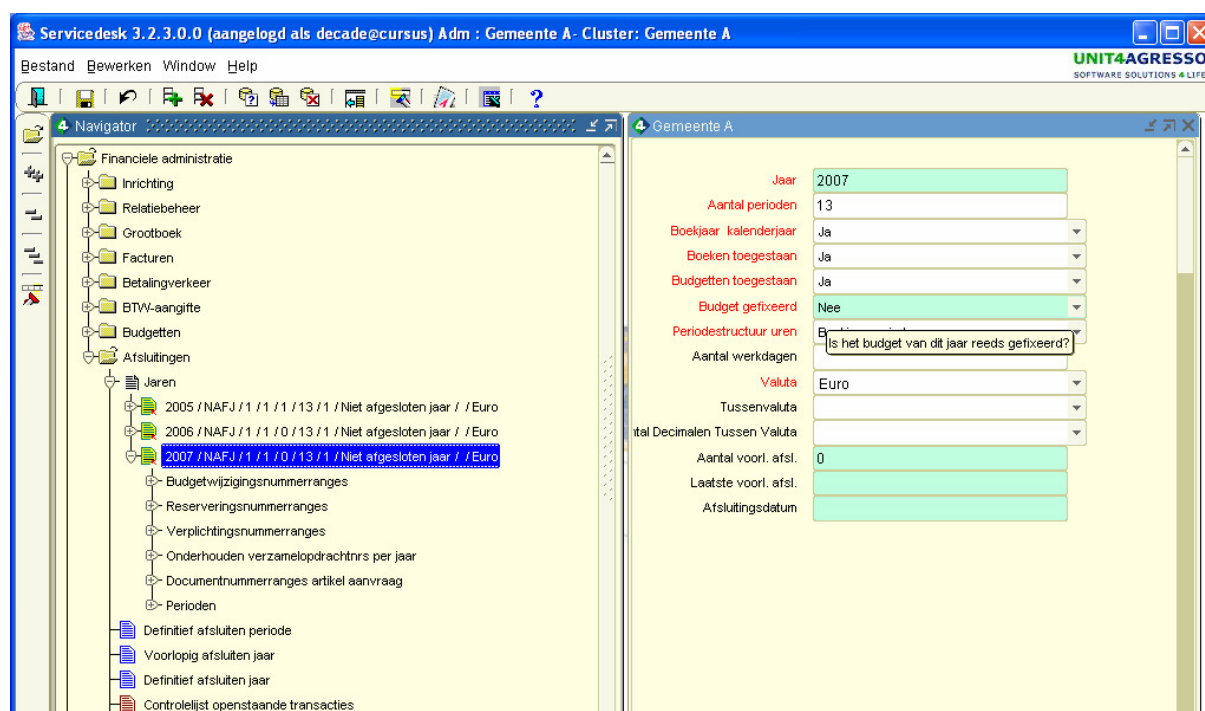 Servicedesk 3.2.3.0.0 (aangelogd als decade@cursus) Adm : Gemeente A- Cluster: Gemeente A
Bestand Bewerken Window Help
UNIT4AGRESSO
SOFTWARE SOLUTIONS 4 LIFE
4 Navigator
Financiele administratie
Inrichting
Relatiebeheer
Grootboek
Facturen
Betalingverkeer
BTW-aangifte
Budgetten
Afsluitingen
Jaren
2005 / NAFJ / 1 / 1 / 1 / 13 / 1 / Niet afgesloten jaar / / Euro
2006 / NAFJ / 1 / 1 / 0 / 13 / 1 / Niet afgesloten jaar / / Euro
2007 / NAFJ / 1 / 1 / 0 / 13 / 1 / Niet afgesloten jaar / / Euro
Budgetwijzigingsnummerranges
Reserveringsnummerranges
Verplichtingsnummerranges
Onderhouden verzamelopdrachtnrs per jaar
Documentnummerranges artikel aanvraag
Perioden
Definitief afsluiten periode
Voorlopig afsluiten jaar
Definitief afsluiten jaar
Controlelijst openstaande transacties
4 Gemeente A
Jaar 2007
Aantal perioden 13
Boekjaar kalenderjaar Ja
Boeken toegestaan Ja
Budgetten toegestaan Ja
Budget gefixeerd Nee
Periodestructuur uren
Is het budget van dit jaar reeds gefixeerd?
Aantal werkdagen
Valuta Euro
Tussenvaluta
ntal Decimalen Tussen Valuta
Aantal voorl. afsl. 0
Laatste voorl. afsl.
Afsluitingsdatum